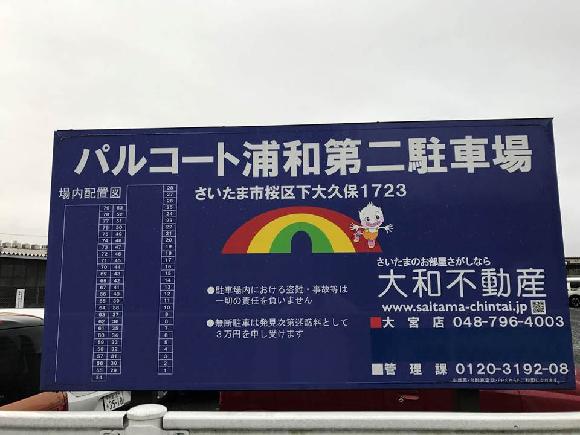 パルコート浦和第二駐車場
場内配置図
さいたま市桜区下大久保1723
さいたまのお部屋さがしなら
大和不動産
www.saitama-chintai.jp
●駐車場内における盗難・事故等は
一切の責任を負いません
●無断駐車は発見次第迷惑料として
3万円を申し受けます
■大宮店 048-796-4003
■管理課 0120-3192-08